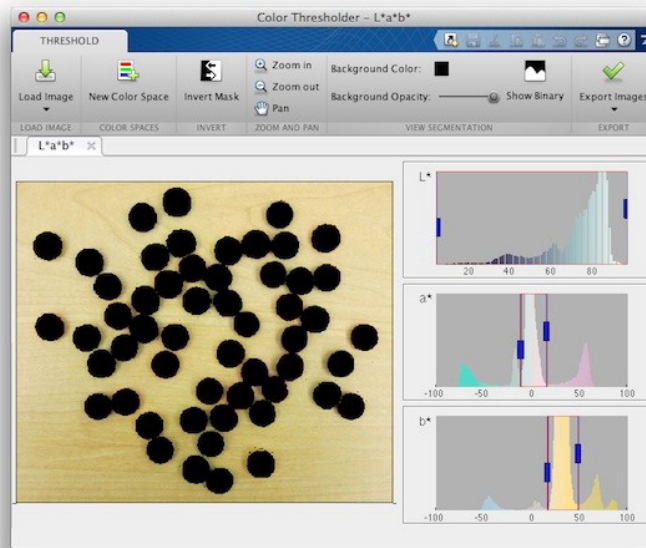 Color Thresholder – L*a*b*
THRESHOLD
Load Image
New Color Space
Invert Mask
Zoom in
Zoom out
Pan
Background Color:
Background Opacity:
Show Binary
Export Images
LOAD IMAGE
COLOR SPACES
INVERT
ZOOM AND PAN
VIEW SEGMENTATION
EXPORT
L*a*b*
L*
20 40 60 80
a*
-100 -50 0 50 100
b*
-100 -50 0 50 100